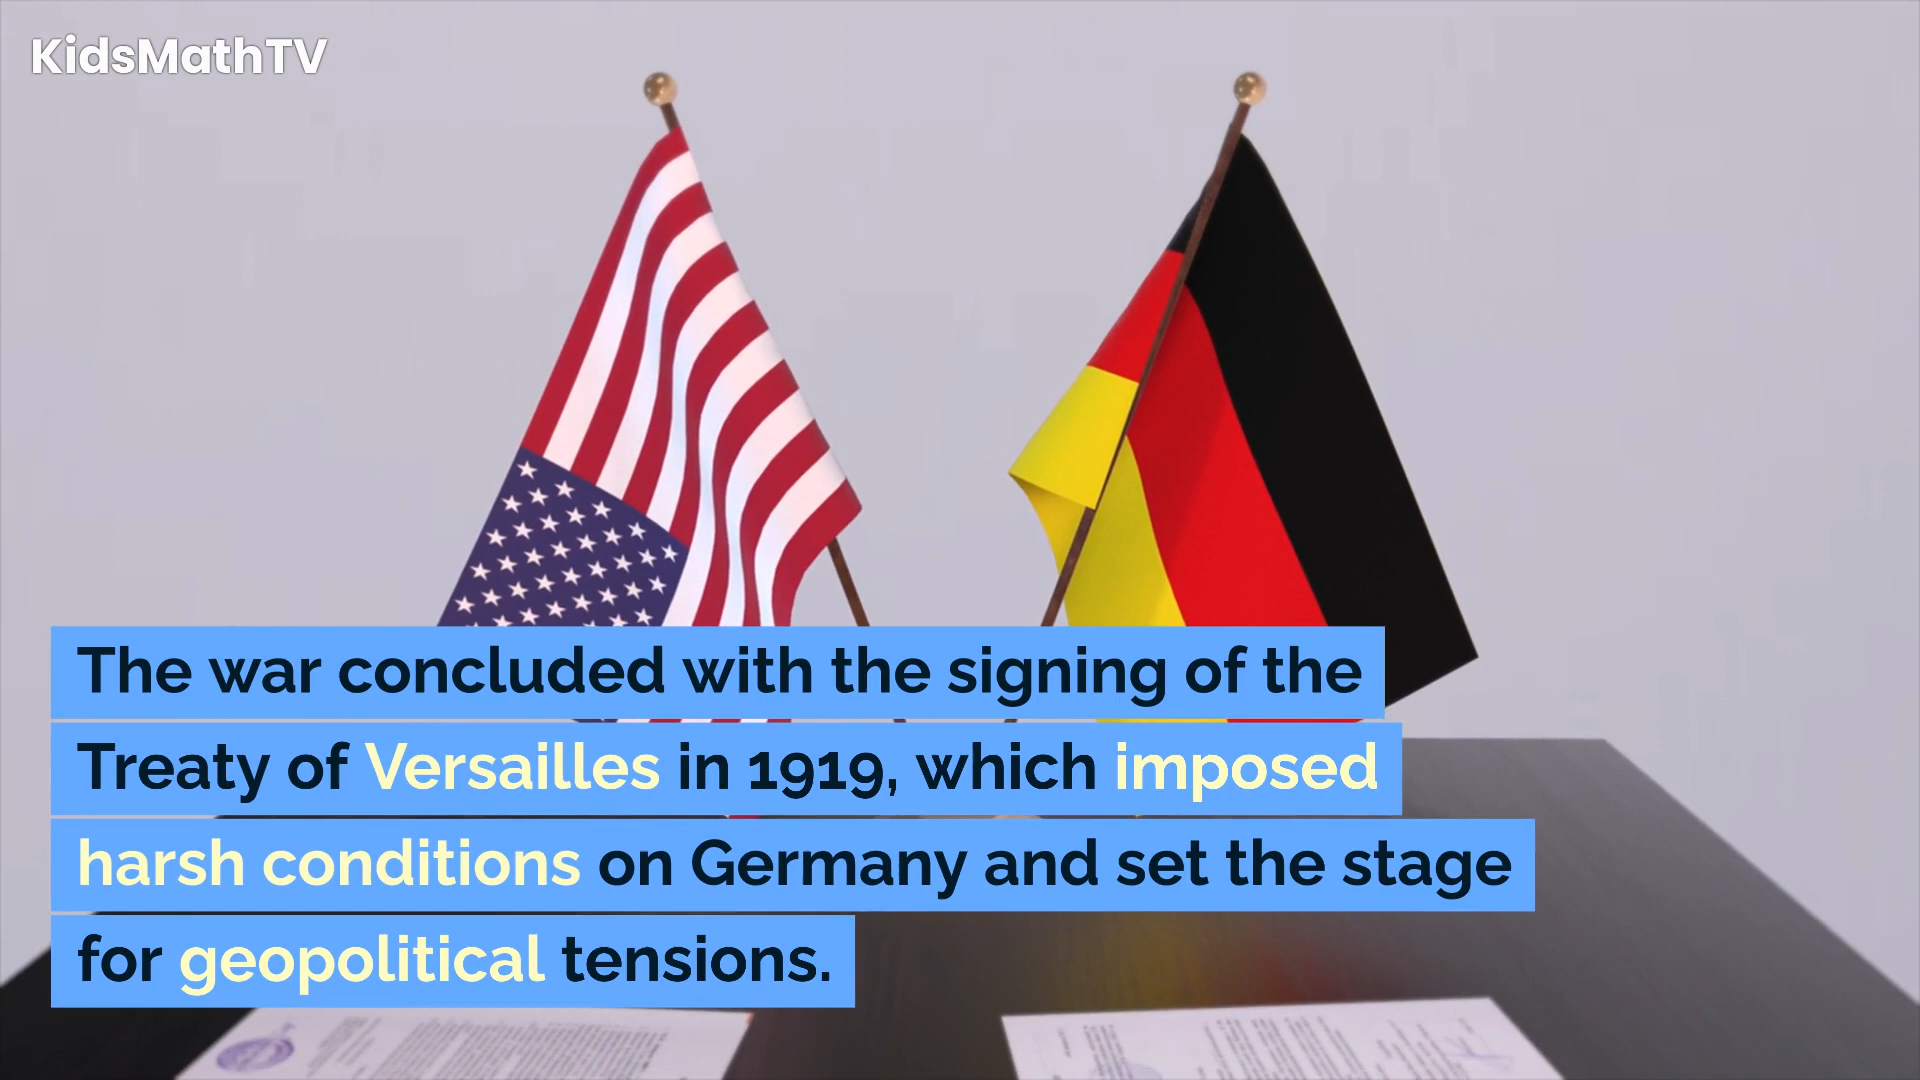 KidsMathTV
The war concluded with the signing of the
Treaty of Versailles in 1919, which imposed
harsh conditions on Germany and set the stage
for geopolitical tensions.